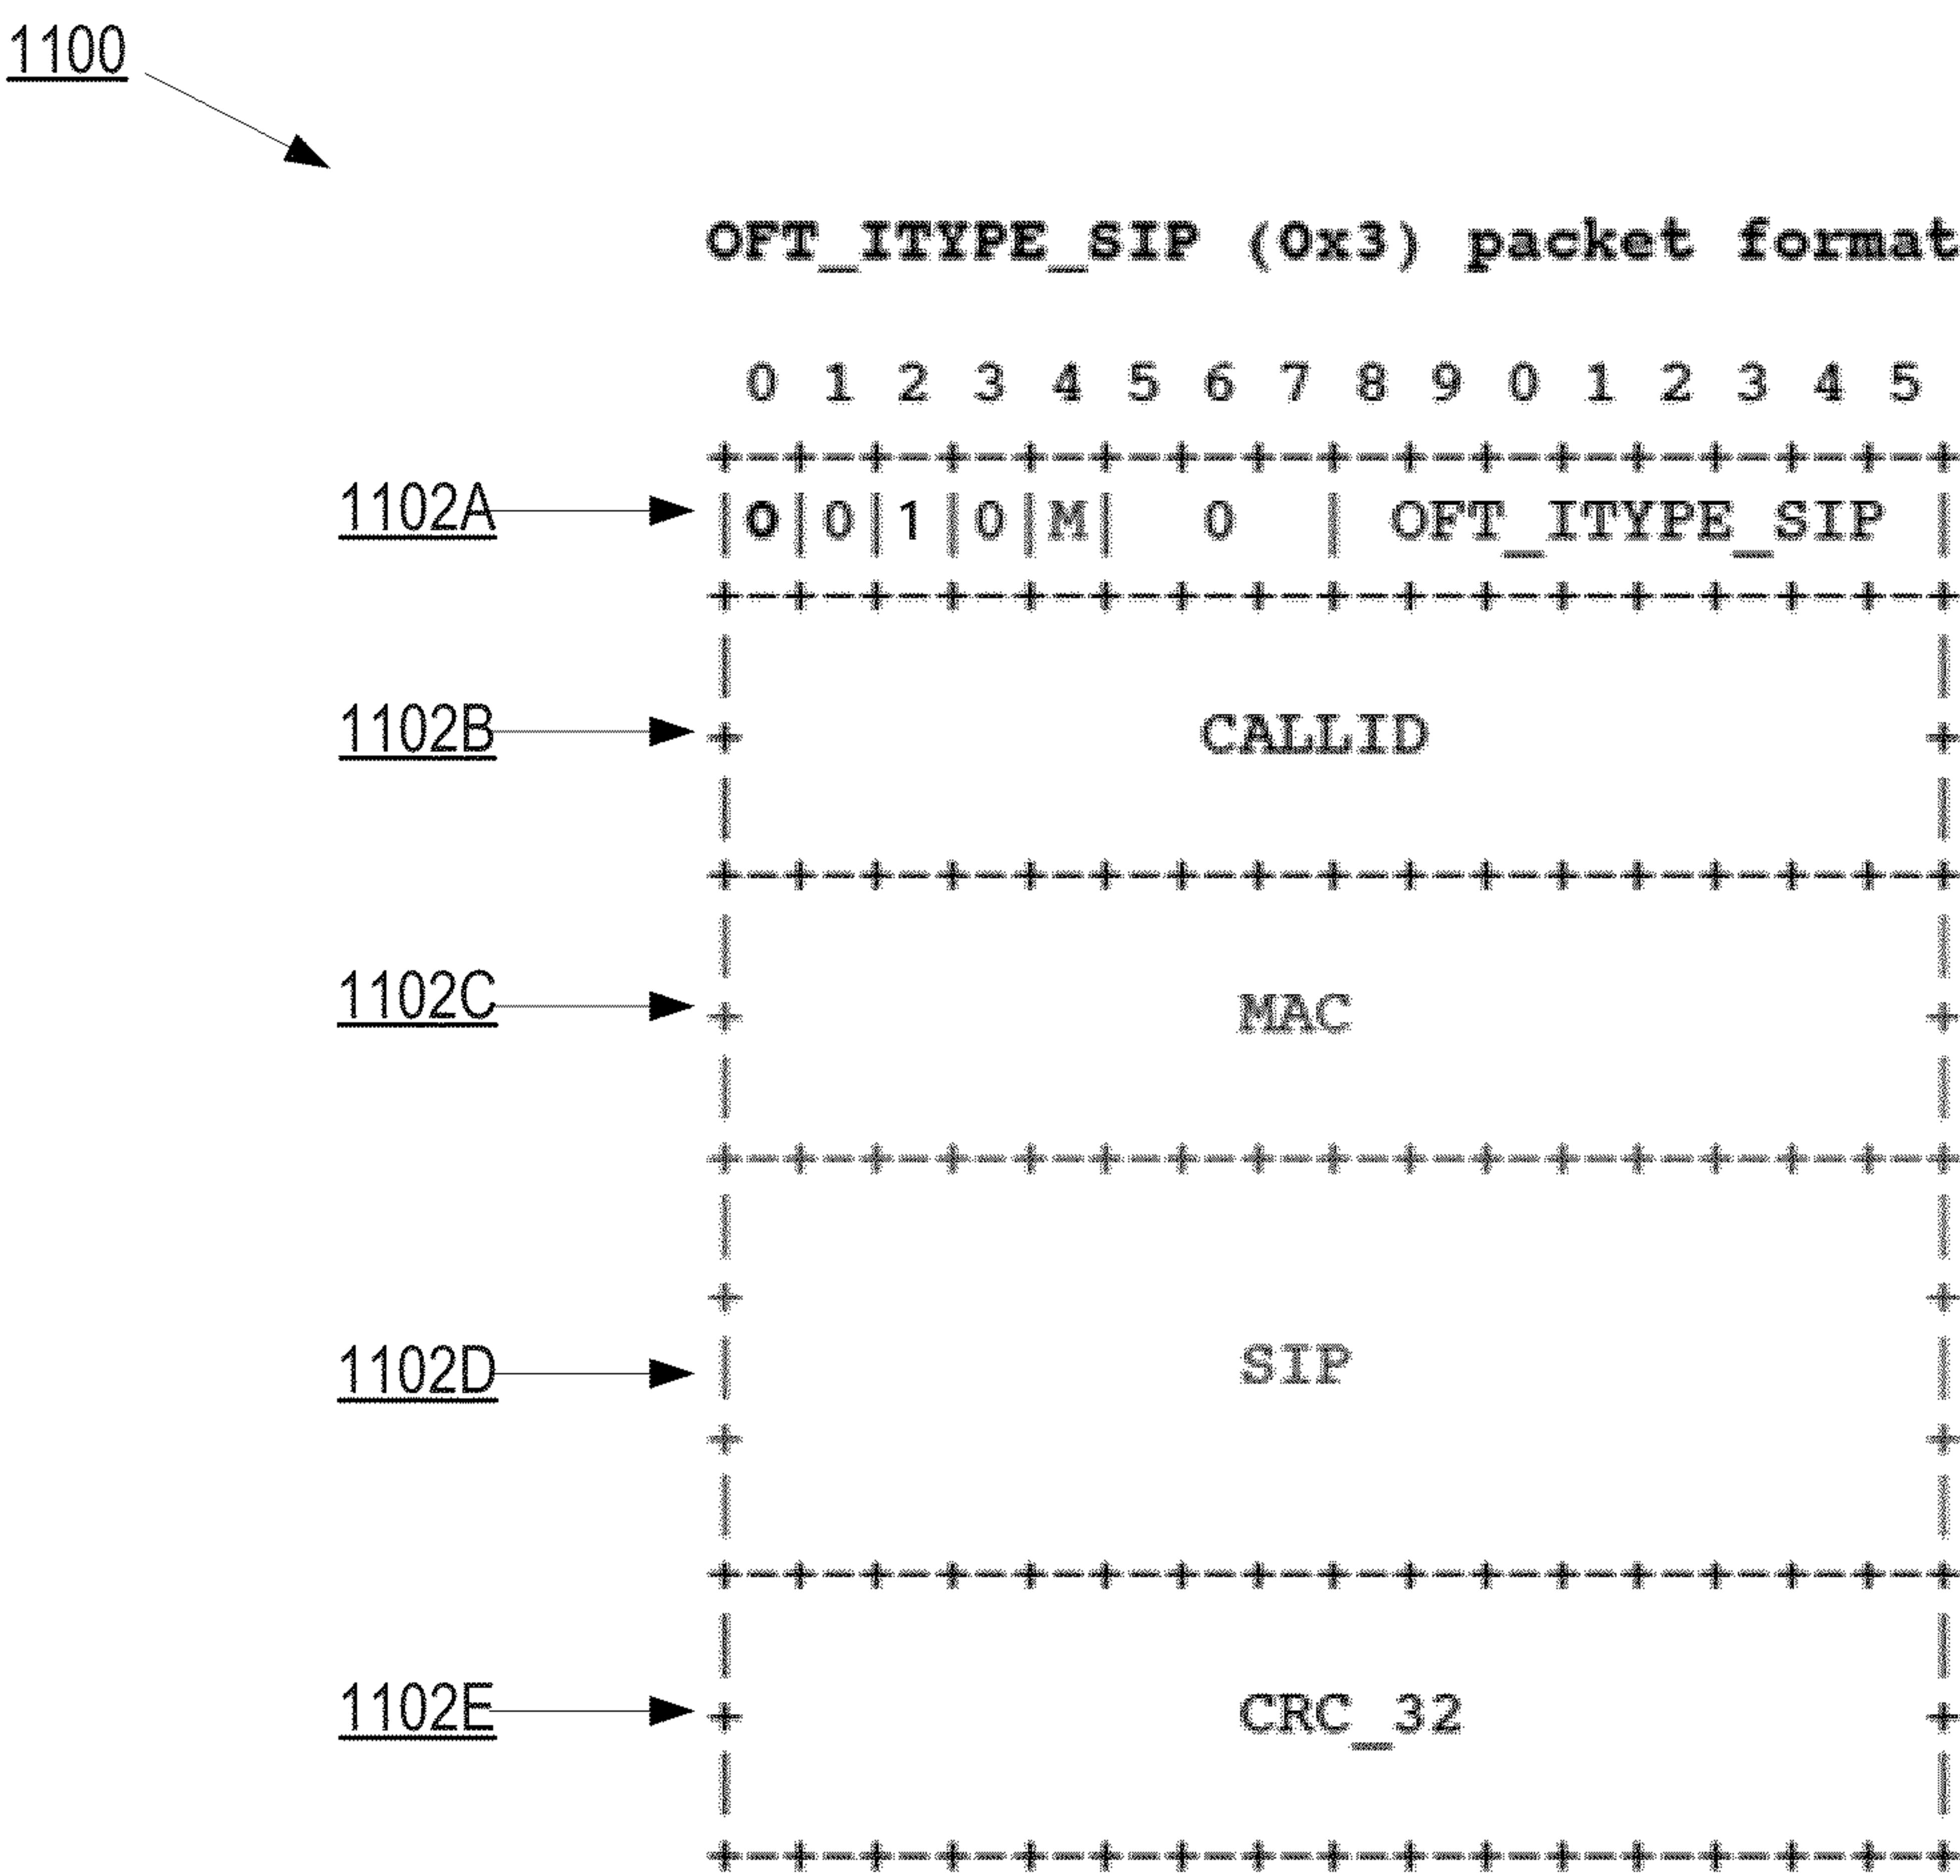 1100
OFT_ITYPE_SIP (0x3) packet format
0 1 2 3 4 5 6 7 8 9 0 1 2 3 4 5
+-+-+-+-+-+-+-+-+-+-+-+-+-+-+-+-+
1102A |0|0|1|0|M| 0 | OFT_ITYPE_SIP |
+-+-+-+-+-+-+-+-+-+-+-+-+-+-+-+-+
| |
1102B + CALLID +
| |
+-+-+-+-+-+-+-+-+-+-+-+-+-+-+-+-+
| |
1102C + MAC +
| |
+-+-+-+-+-+-+-+-+-+-+-+-+-+-+-+-+
| |
+ +
1102D | SIP |
+ +
| |
+-+-+-+-+-+-+-+-+-+-+-+-+-+-+-+-+
| |
1102E + CRC_32 +
| |
+-+-+-+-+-+-+-+-+-+-+-+-+-+-+-+-+